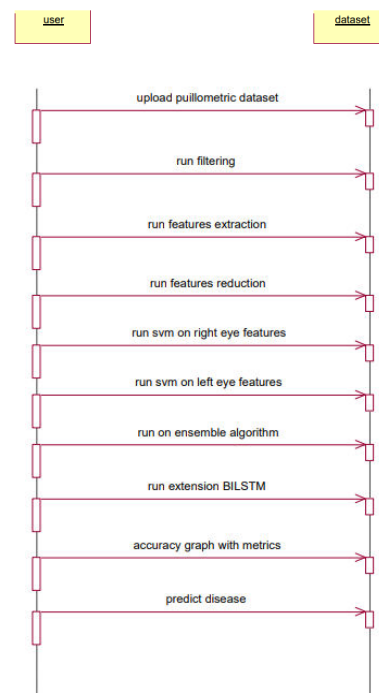 user
dataset
upload puillometric dataset
run filtering
run features extraction
run features reduction
run svm on right eye features
run svm on left eye features
run on ensemble algorithm
run extension BILSTM
accuracy graph with metrics
predict disease